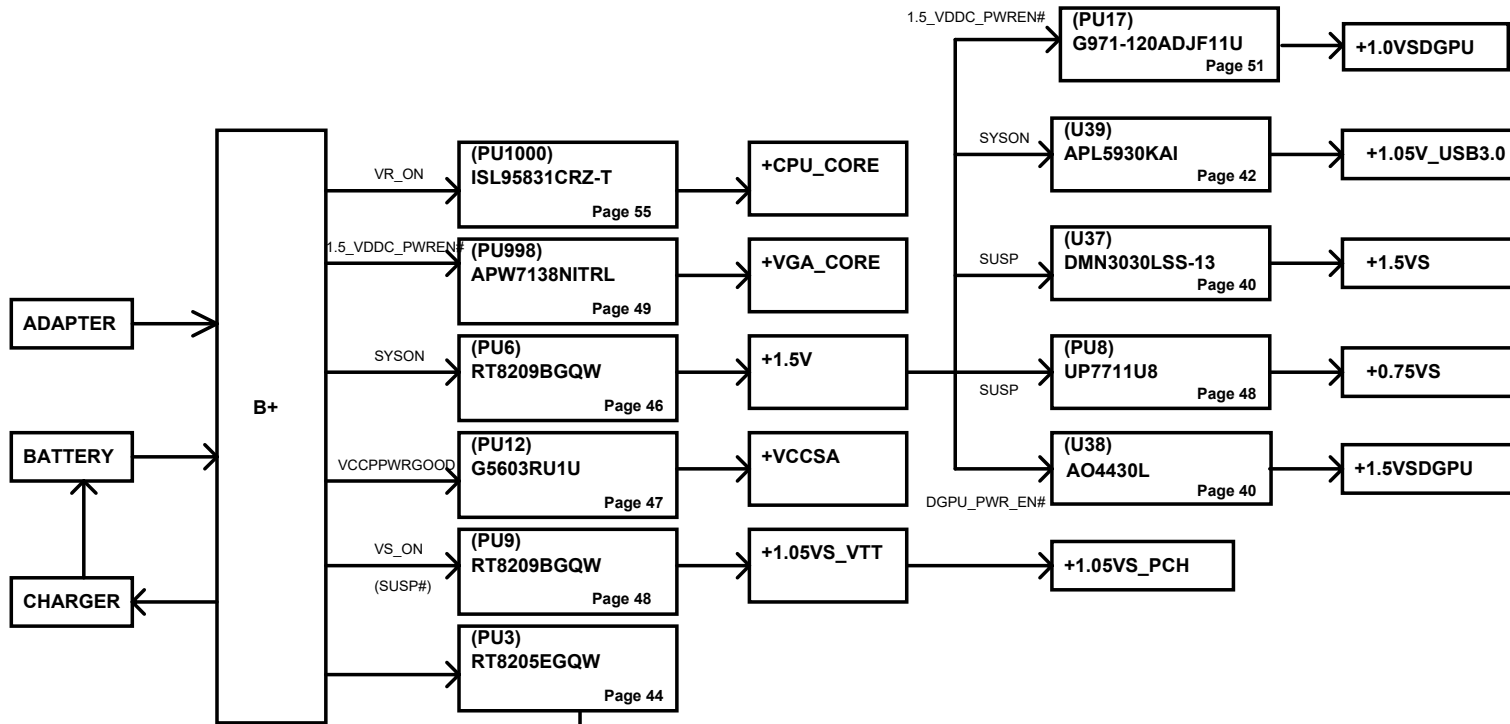 1.5_VDDC_PWREN#
(PU17)
G971-120ADJF11U
Page 51
+1.0VSDGPU
SYSON
(U39)
APL5930KAI
Page 42
+1.05V_USB3.0
(PU1000)
ISL95831CRZ-T
Page 55
VR_ON
+CPU_CORE
SUSP
(U37)
DMN3030LSS-13
Page 40
+1.5VS
1.5_VDDC_PWREN#
(PU998)
APW7138NITRL
Page 49
+VGA_CORE
ADAPTER
B+
SYSON
(PU6)
RT8209BGQW
Page 46
+1.5V
SUSP
(PU8)
UP7711U8
Page 48
+0.75VS
BATTERY
VCCPPWRGOOD
(PU12)
G5603RU1U
Page 47
+VCCSA
DGPU_PWR_EN#
(U38)
AO4430L
Page 40
+1.5VSDGPU
CHARGER
VS_ON
(SUSP#)
(PU9)
RT8209BGQW
Page 48
+1.05VS_VTT
+1.05VS_PCH
(PU3)
RT8205EGQW
Page 44